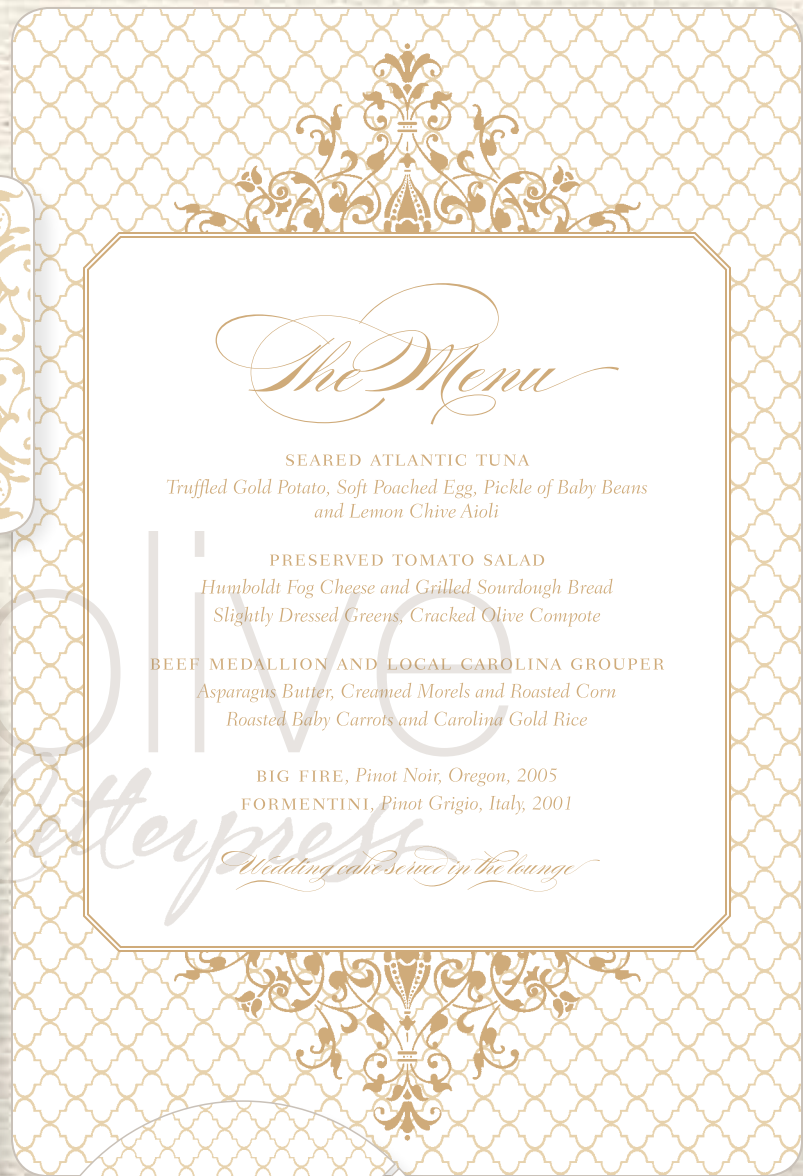 The Menu
SEARED ATLANTIC TUNA
Truffled Gold Potato, Soft Poached Egg, Pickle of Baby Beans
and Lemon Chive Aioli
PRESERVED TOMATO SALAD
Humboldt Fog Cheese and Grilled Sourdough Bread
Slightly Dressed Greens, Cracked Olive Compote
BEEF MEDALLION AND LOCAL CAROLINA GROUPER
Asparagus Butter, Creamed Morels and Roasted Corn
Roasted Baby Carrots and Carolina Gold Rice
BIG FIRE, Pinot Noir, Oregon, 2005
FORMENTINI, Pinot Grigio, Italy, 2001
Wedding cake served in the lounge
olive
Letterpress